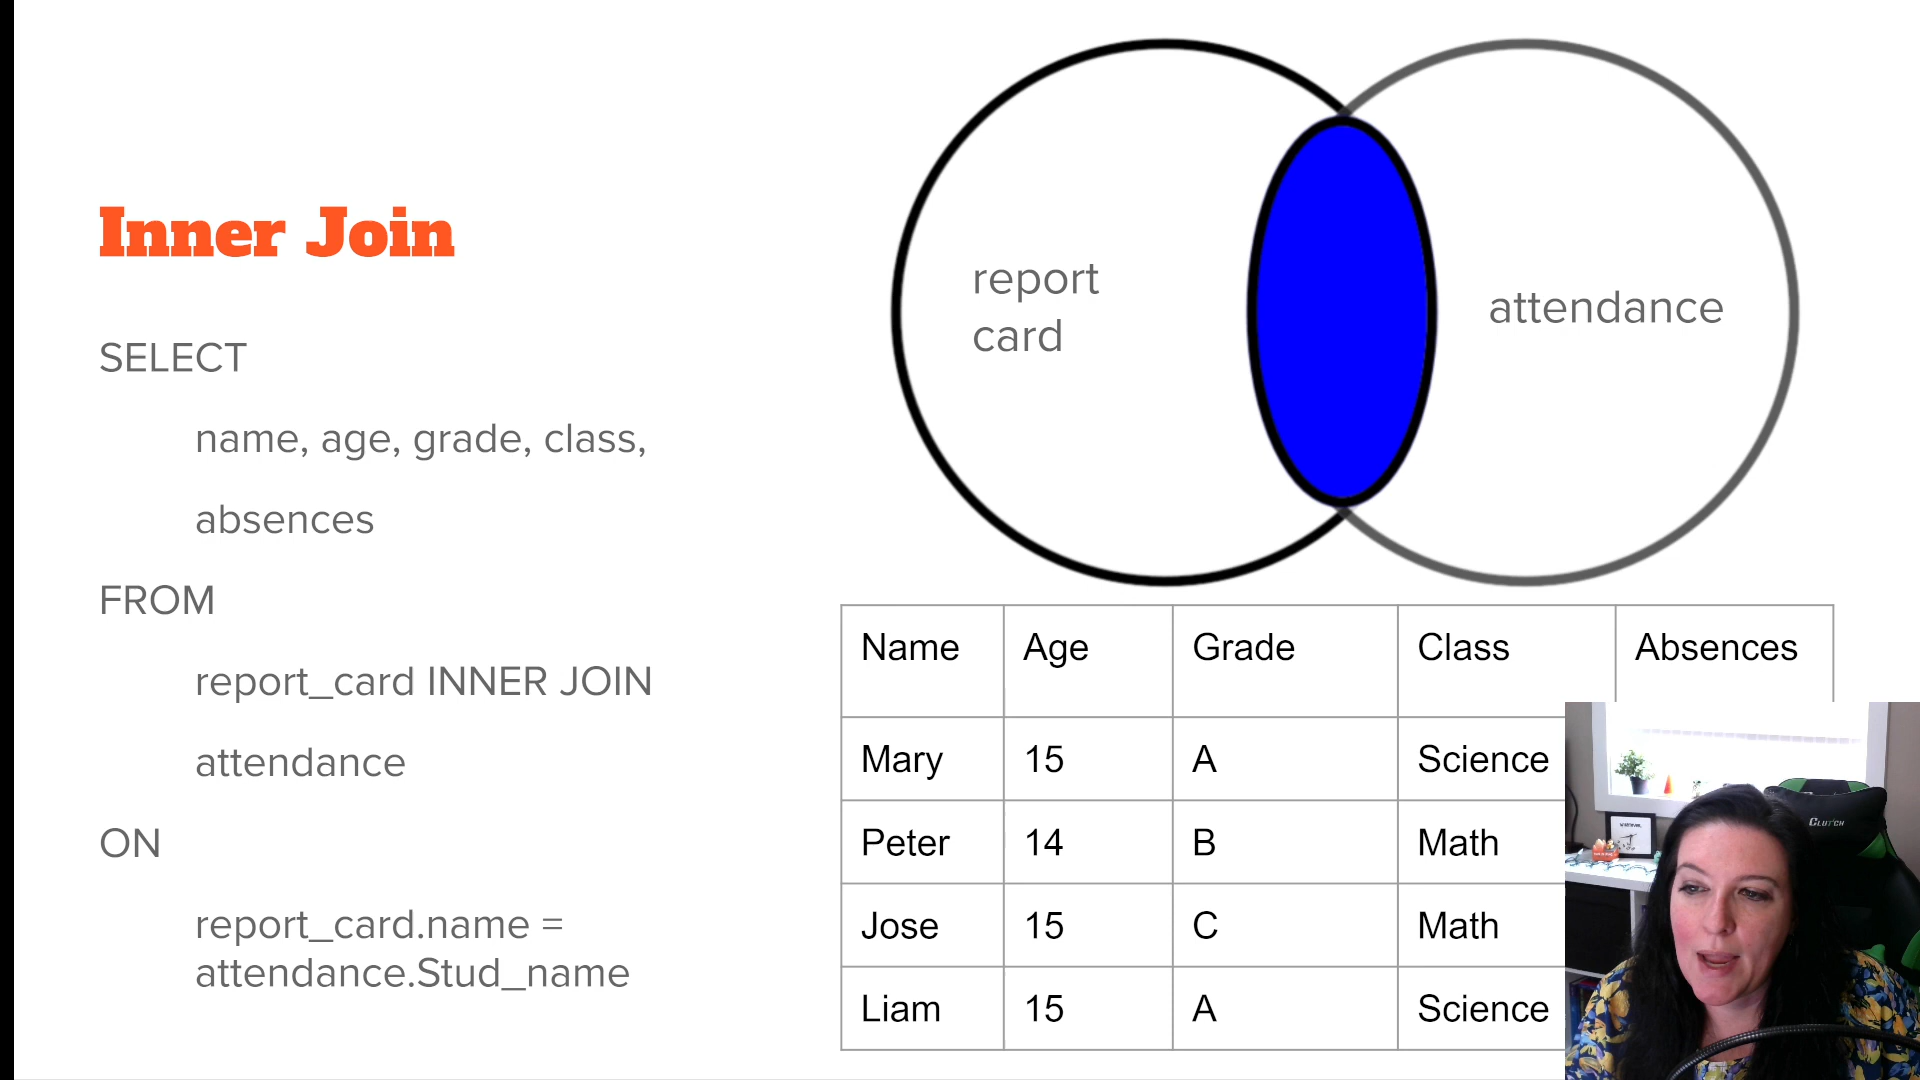 Inner Join
SELECT
name, age, grade, class,
absences
FROM
report_card INNER JOIN
attendance
ON
report_card.name =
attendance.Stud_name
report
card
attendance
Name Age Grade Class Absences
Mary 15 A Science
Peter 14 B Math
Jose 15 C Math
Liam 15 A Science
CLUTCH